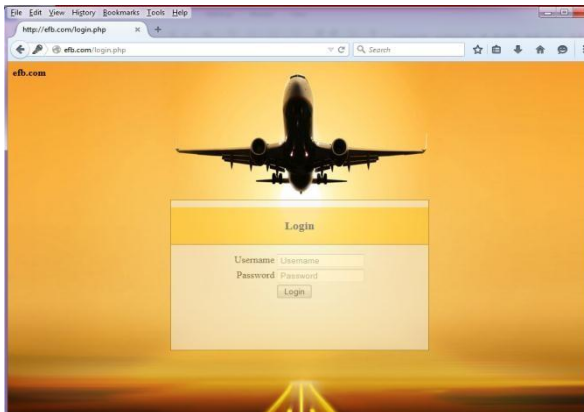 File Edit View History Bookmarks Tools Help
http://efb.com/login.php × +
efb.com/login.php Search
efb.com
Login
Username Username
Password Password
Login